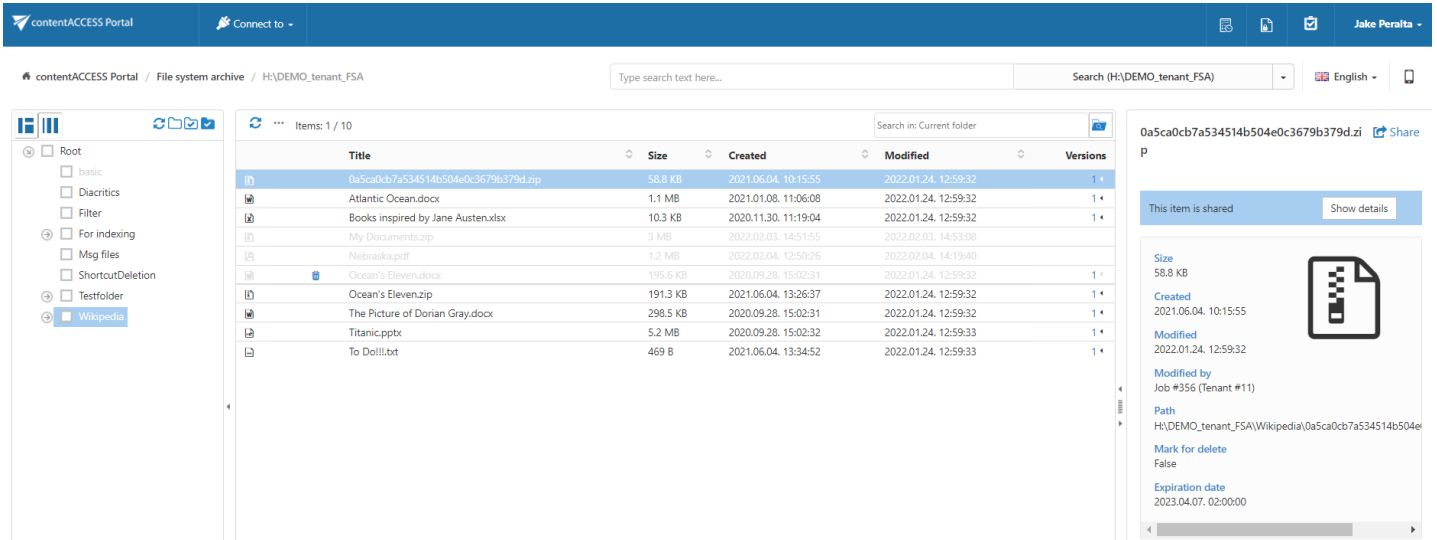 contentACCESS Portal
Connect to
Jake Peralta
contentACCESS Portal / File system archive / H:\DEMO_tenant_FSA
Type search text here...
Search (H:\DEMO_tenant_FSA)
English
Root
basic
Diacritics
Filter
For indexing
Msg files
ShortcutDeletion
Testfolder
Wikipedia
Items: 1 / 10
Search in: Current folder
Title Size Created Modified Versions
0a5ca0cb7a534514b504e0c3679b379d.zip 58.8 KB 2021.06.04. 10:15:55 2022.01.24. 12:59:32 1
Atlantic Ocean.docx 1.1 MB 2021.01.08. 11:06:08 2022.01.24. 12:59:32 1
Books inspired by Jane Austen.xlsx 10.3 KB 2020.11.30. 11:19:04 2022.01.24. 12:59:32 1
My Documents.zip 3 MB 2022.02.03. 14:51:55 2022.02.03. 14:53:08
Nebraska.pdf 1.2 MB 2022.02.04. 12:50:26 2022.02.04. 14:19:40
Ocean's Eleven.docx 195.6 KB 2020.09.28. 15:02:31 2022.01.24. 12:59:32 1
Ocean's Eleven.zip 191.3 KB 2021.06.04. 13:26:37 2022.01.24. 12:59:32 1
The Picture of Dorian Gray.docx 298.5 KB 2020.09.28. 15:02:31 2022.01.24. 12:59:32 1
Titanic.pptx 5.2 MB 2020.09.28. 15:02:32 2022.01.24. 12:59:33 1
To Do!!!.txt 469 B 2021.06.04. 13:34:52 2022.01.24. 12:59:33 1
0a5ca0cb7a534514b504e0c3679b379d.zi Share
p
This item is shared Show details
Size
58.8 KB
Created
2021.06.04. 10:15:55
Modified
2022.01.24. 12:59:32
Modified by
Job #356 (Tenant #11)
Path
H:\DEMO_tenant_FSA\Wikipedia\0a5ca0cb7a534514b504e
Mark for delete
False
Expiration date
2023.04.07. 02:00:00